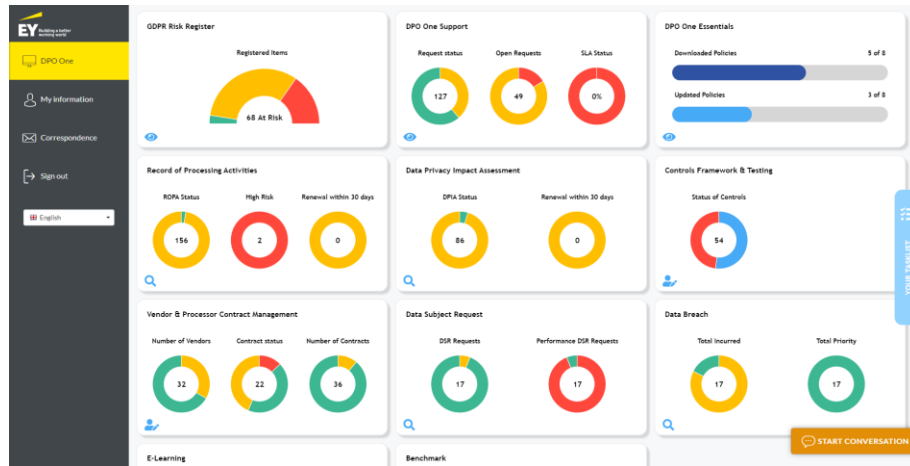 EY
Building a better
working world
DPO One
My information
Correspondence
Sign out
English
GDPR Risk Register
Registered Items
68 At Risk
DPO One Support
Request status
Open Requests
SLA Status
127
49
0%
DPO One Essentials
Downloaded Policies
5 of 8
Updated Policies
3 of 8
Record of Processing Activities
ROPA Status
High Risk
Renewal within 30 days
156
2
0
Data Privacy Impact Assessment
DPIA Status
Renewal within 30 days
86
0
Controls Framework & Testing
Status of Controls
54
YOUR TASKLIST
Vendor & Processor Contract Management
Number of Vendors
Contract status
Number of Contracts
32
22
36
Data Subject Request
DSR Requests
Performance DSR Requests
17
17
Data Breach
Total Incurred
Total Priority
17
17
START CONVERSATION
E-Learning
Benchmark